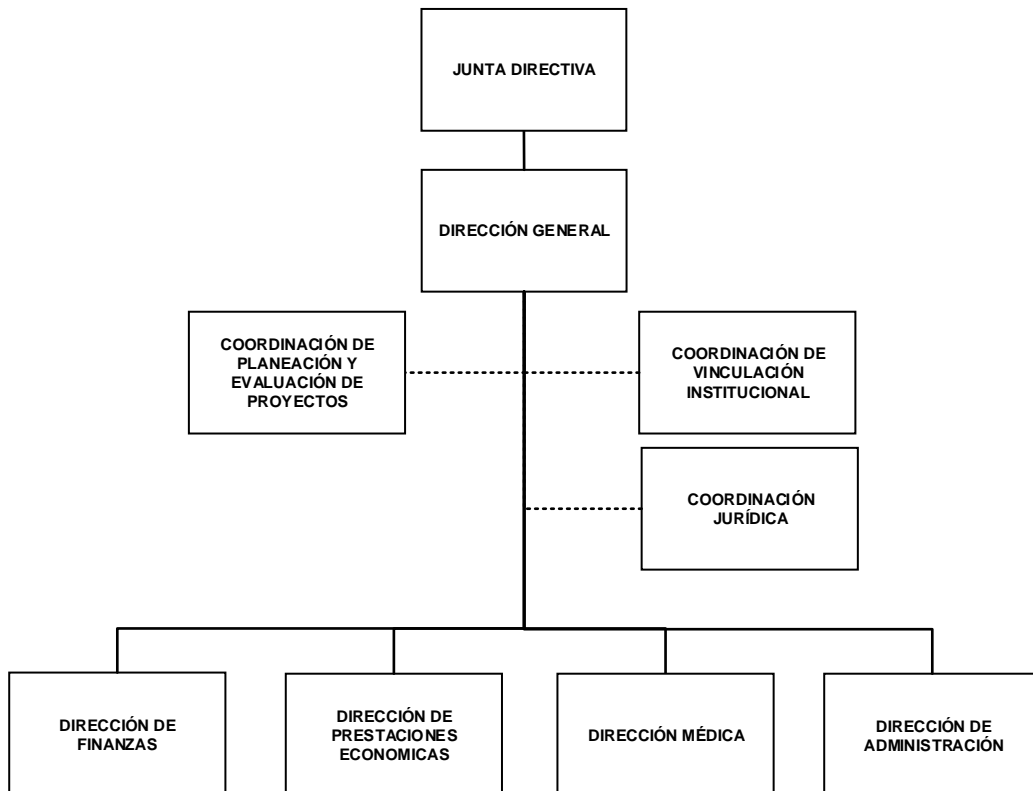 JUNTA DIRECTIVA
DIRECCIÓN GENERAL
COORDINACIÓN DE
PLANEACIÓN Y
EVALUACIÓN DE
PROYECTOS
COORDINACIÓN DE
VINCULACIÓN
INSTITUCIONAL
COORDINACIÓN
JURÍDICA
DIRECCIÓN DE
FINANZAS
DIRECCIÓN DE
PRESTACIONES
ECONOMICAS
DIRECCIÓN MÉDICA
DIRECCIÓN DE
ADMINISTRACIÓN